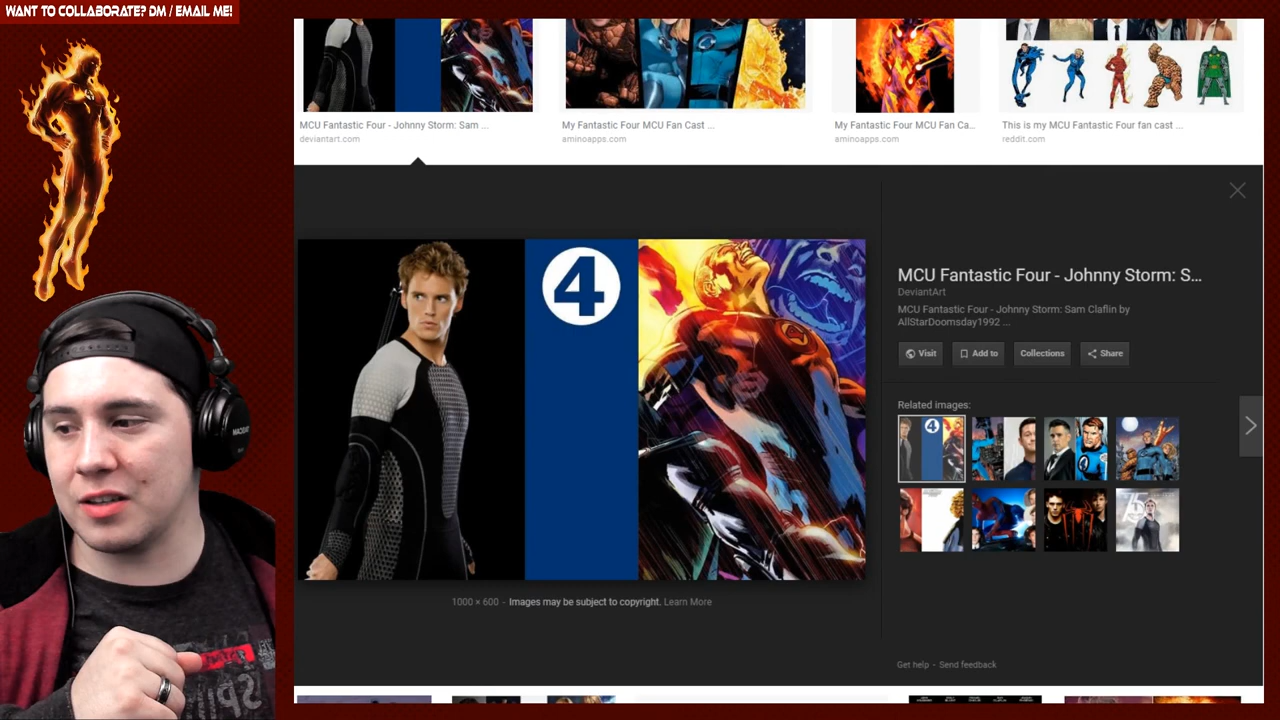 WANT TO COLLABORATE? DM / EMAIL ME!
MCU Fantastic Four - Johnny Storm: Sam ...
deviantart.com
My Fantastic Four MCU Fan Cast ...
aminoapps.com
My Fantastic Four MCU Fan Ca...
aminoapps.com
This is my MCU Fantastic Four fan cast ...
reddit.com
4
MCU Fantastic Four - Johnny Storm: S...
DeviantArt
MCU Fantastic Four - Johnny Storm: Sam Claflin by
AllStarDoomsday1992 ...
Visit
Add to
Collections
Share
Related images:
4
75
1000 × 600 - Images may be subject to copyright. Learn More
Get help - Send feedback